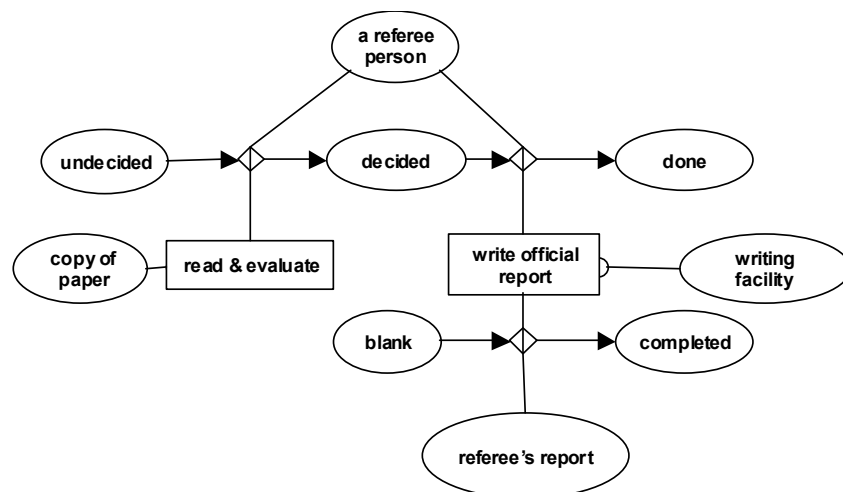 a referee
person
undecided
decided
done
copy of
paper
read & evaluate
write official
report
writing
facility
blank
completed
referee's report